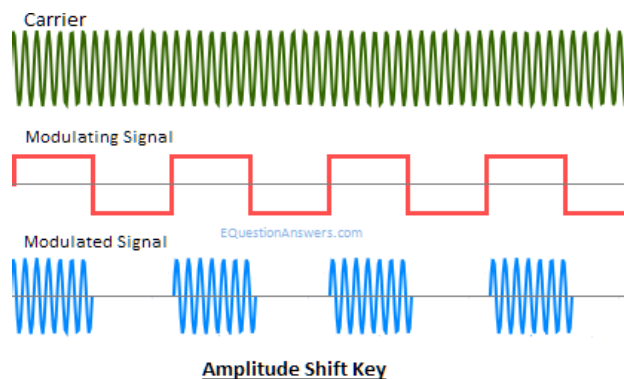 Carrier
Modulating Signal
EQuestionAnswers.com
Modulated Signal
Amplitude Shift Key